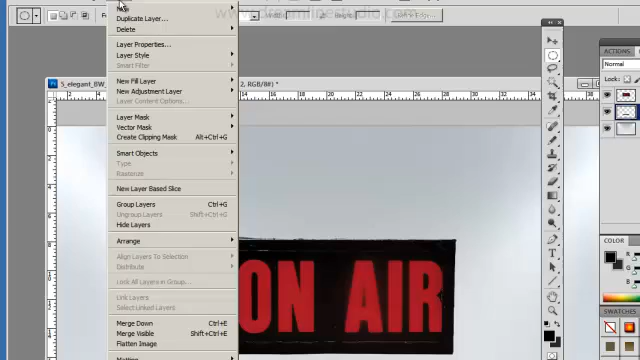 New
Duplicate Layer...
Delete
Layer Properties...
Layer Style
Smart Filter
New Fill Layer
New Adjustment Layer
Layer Content Options...
Layer Mask
Vector Mask
Create Clipping Mask Alt+Ctrl+G
Smart Objects
Type
Rasterize
New Layer Based Slice
Group Layers Ctrl+G
Ungroup Layers Shift+Ctrl+G
Hide Layers
Arrange
Align Layers To Selection
Distribute
Lock All Layers in Group...
Link Layers
Select Linked Layers
Merge Down Ctrl+E
Merge Visible Shift+Ctrl+E
Flatten Image
Matting
Refine Edge...
5_elegant_BW_
2, RGB/8) *
ON AIR
ACTIONS
Normal
Lock:
COLOR
R
G
B
SWATCHES